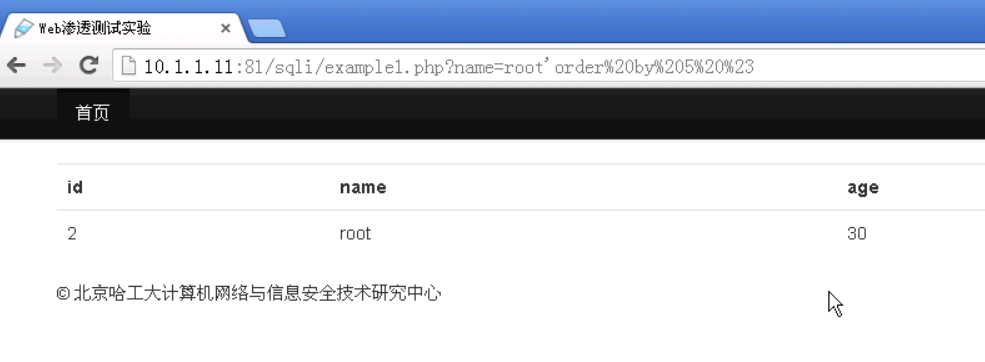 Web渗透测试实验
10.1.1.11:81/sqli/example1.php?name=root'order%20by%205%20%23
首页
id name age
2 root 30
© 北京哈工大计算机网络与信息安全技术研究中心